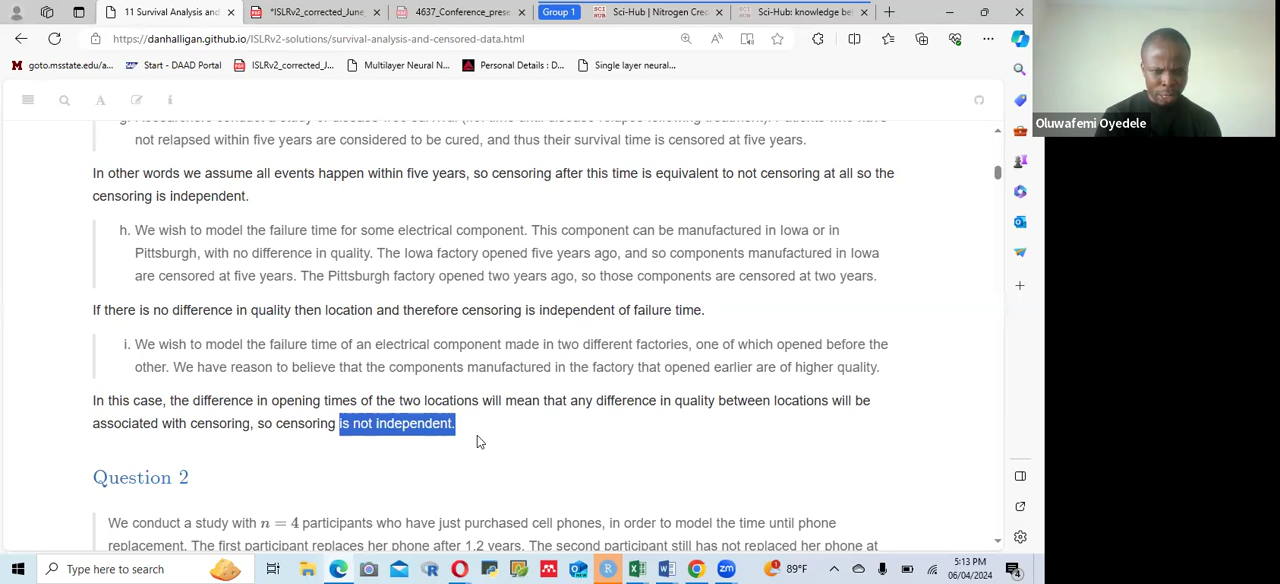 11 Survival Analysis and
*ISLRv2_corrected_June_
4637_Conference_prese
Group 1
SCI HUB
Sci-Hub | Nitrogen Crec
Sci-Hub: knowledge be
https://danhalligan.github.io/ISLRv2-solutions/survival-analysis-and-censored-data.html
goto.msstate.edu/a...
Start - DAAD Portal
ISLRv2_corrected_J...
Multilayer Neural N...
Personal Details : D...
Single layer neural...
Oluwafemi Oyedele
not relapsed within five years are considered to be cured, and thus their survival time is censored at five years.
In other words we assume all events happen within five years, so censoring after this time is equivalent to not censoring at all so the
censoring is independent.
h. We wish to model the failure time for some electrical component. This component can be manufactured in Iowa or in
Pittsburgh, with no difference in quality. The Iowa factory opened five years ago, and so components manufactured in Iowa
are censored at five years. The Pittsburgh factory opened two years ago, so those components are censored at two years.
If there is no difference in quality then location and therefore censoring is independent of failure time.
i. We wish to model the failure time of an electrical component made in two different factories, one of which opened before the
other. We have reason to believe that the components manufactured in the factory that opened earlier are of higher quality.
In this case, the difference in opening times of the two locations will mean that any difference in quality between locations will be
associated with censoring, so censoring is not independent.
Question 2
We conduct a study with n = 4 participants who have just purchased cell phones, in order to model the time until phone
replacement. The first participant replaces her phone after 1.2 years. The second participant still has not replaced her phone at
Type here to search
89°F
5:13 PM
06/04/2024